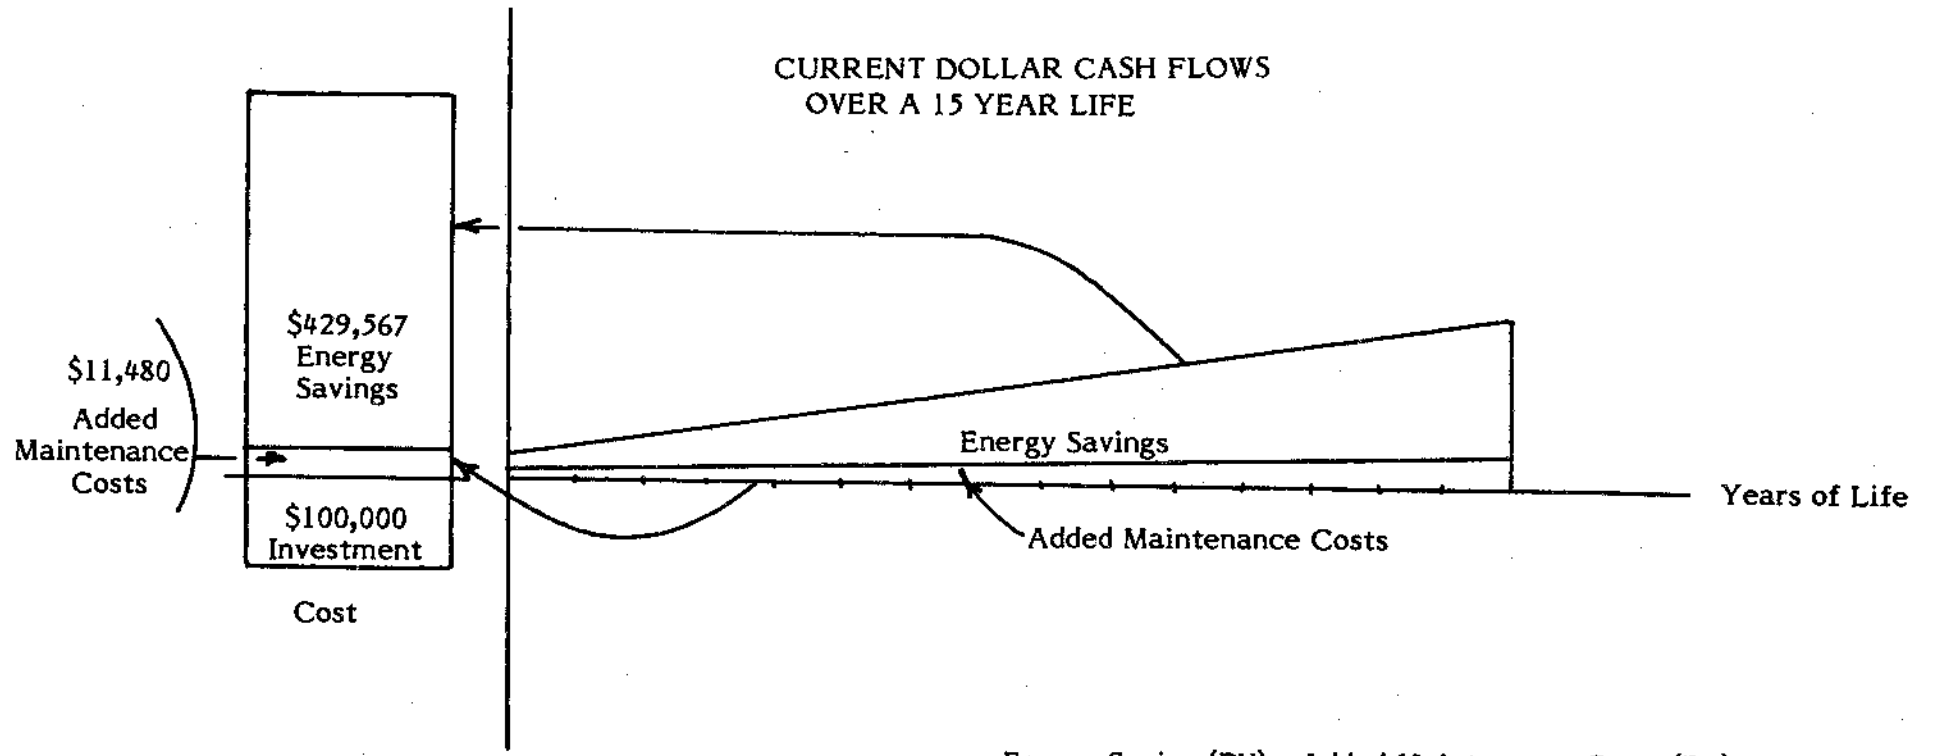 CURRENT DOLLAR CASH FLOWS
OVER A 15 YEAR LIFE
$429,567
Energy
Savings
$11,480
Added
Maintenance
Costs
$100,000
Investment
Cost
Energy Savings
Years of Life
Added Maintenance Costs